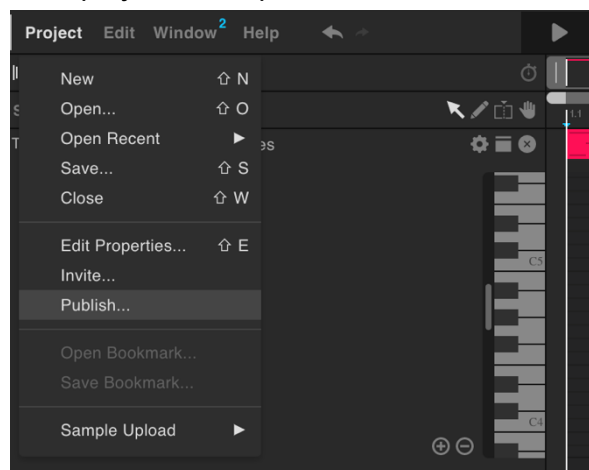 Project Edit Window 2 Help
New ⇧ N
Open... ⇧ O
Open Recent ▶
es
Save... ⇧ S
Close ⇧ W
Edit Properties... ⇧ E
Invite...
Publish...
Open Bookmark...
Save Bookmark...
Sample Upload ▶
1.1
C5
C4